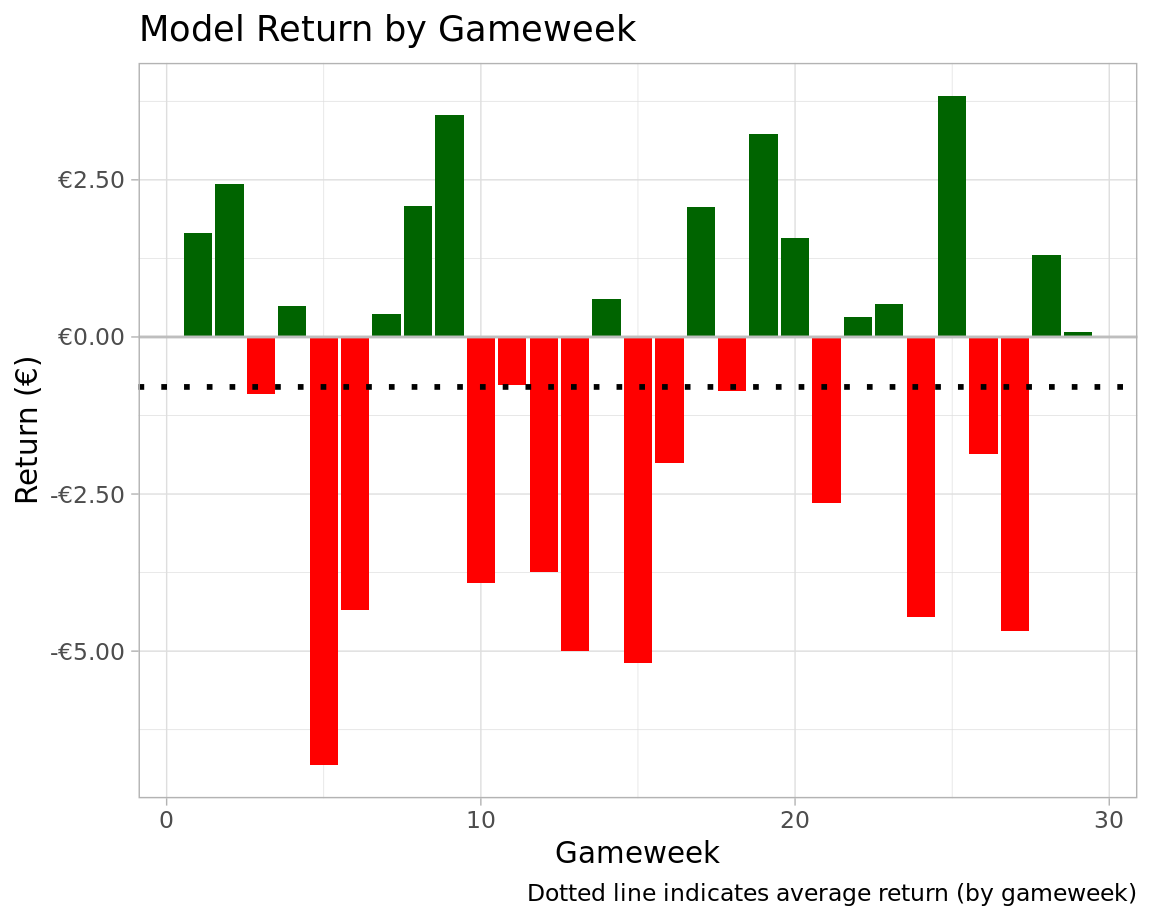 Model Return by Gameweek
Return (€)
€2.50
€0.00
-€2.50
-€5.00
0 10 20 30
Gameweek
Dotted line indicates average return (by gameweek)